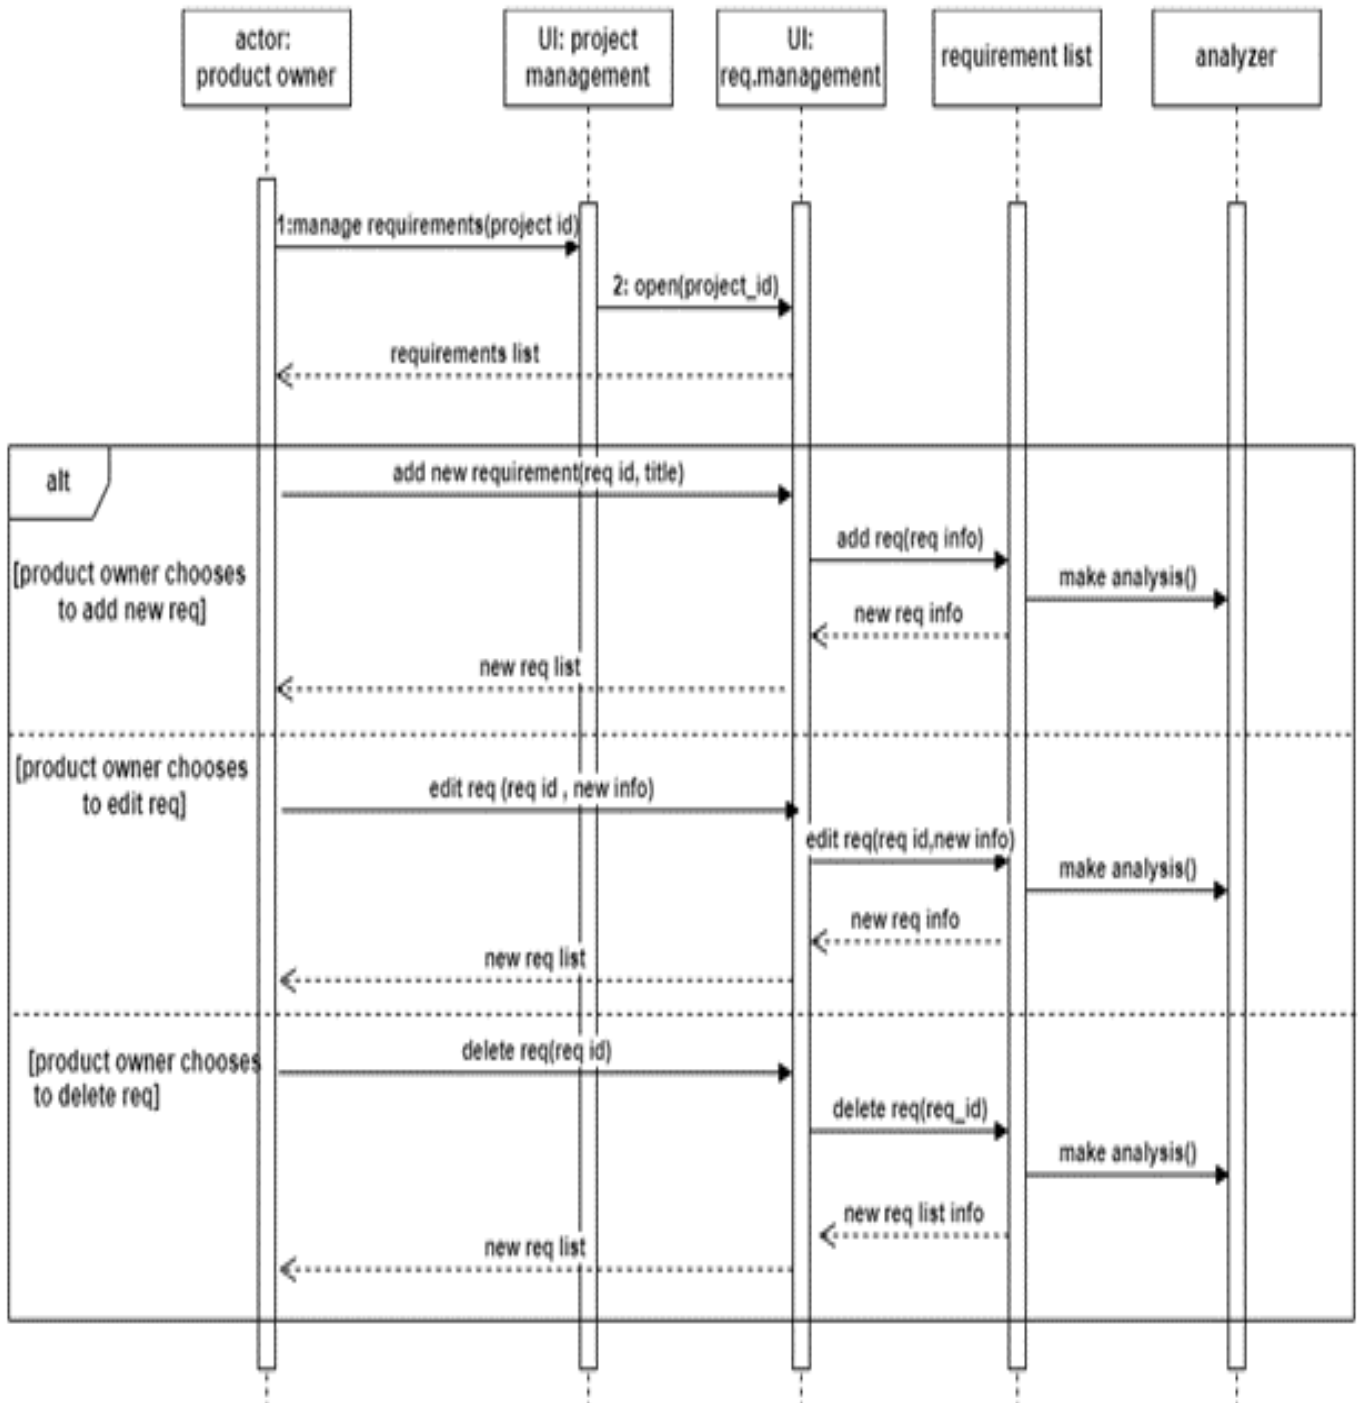 actor:
product owner
UI: project
management
UI:
req.management
requirement list
analyzer
1:manage requirements(project id)
2: open(project_id)
requirements list
alt
add new requirement(req id, title)
add req(req info)
[product owner chooses
to add new req]
make analysis()
new req info
new req list
[product owner chooses
to edit req]
edit req (req id , new info)
edit req(req id,new info)
make analysis()
new req info
new req list
[product owner chooses
to delete req]
delete req(req id)
delete req(req_id)
make analysis()
new req list info
new req list